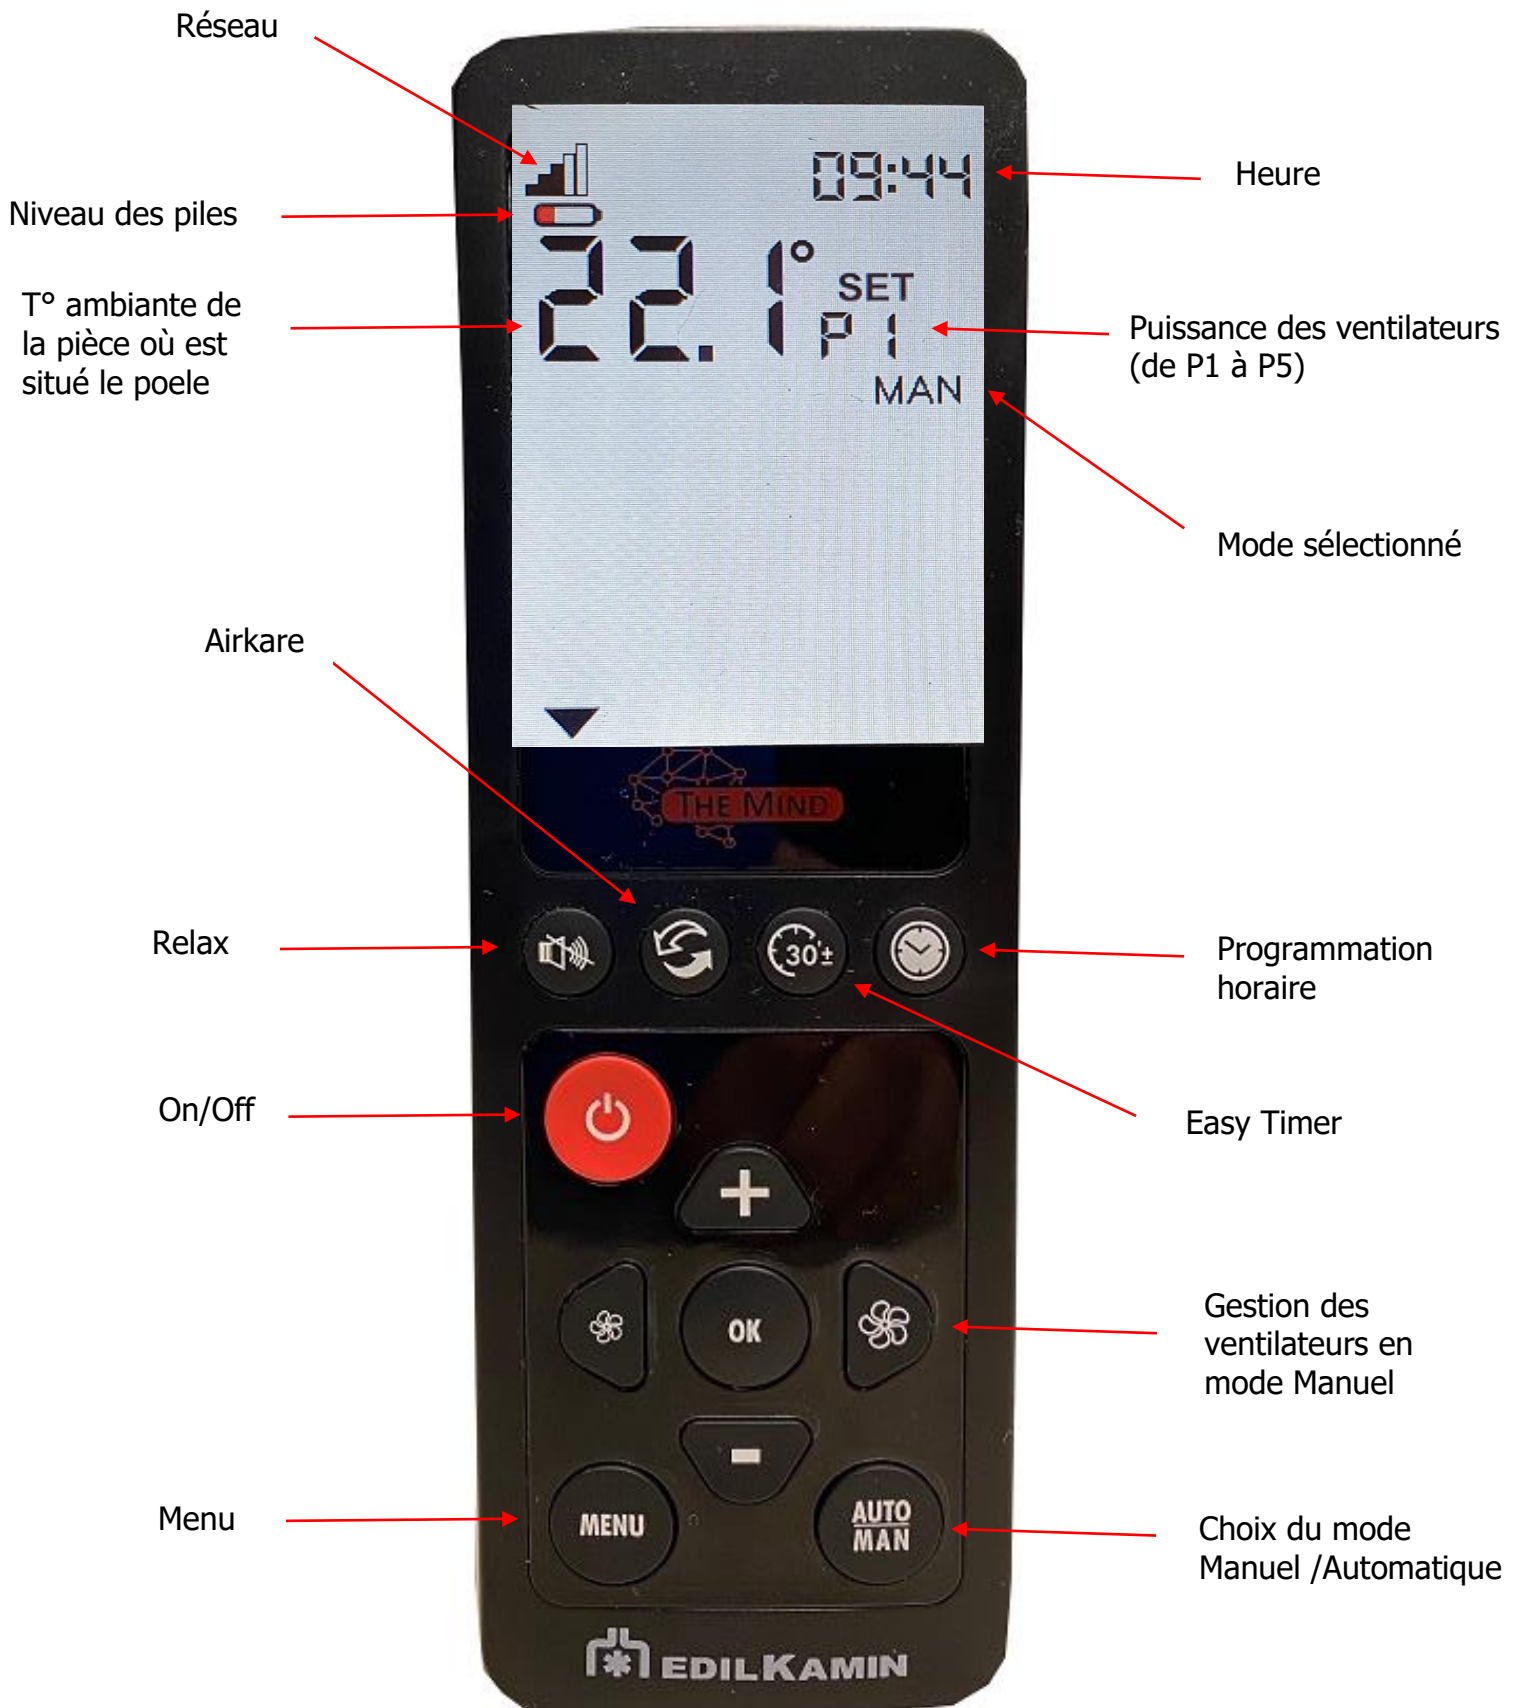 Réseau
09:44
Heure
Niveau des piles
22.1°
SET
P1
MAN
T° ambiante de
la pièce où est
situé le poele
Puissance des ventilateurs
(de P1 à P5)
Mode sélectionné
Airkare
THE MIND
30'±
Relax
Programmation
horaire
On/Off
Easy Timer
+
OK
Gestion des
ventilateurs en
mode Manuel
-
Menu
MENU
AUTO
MAN
Choix du mode
Manuel /Automatique
EDILKAMIN